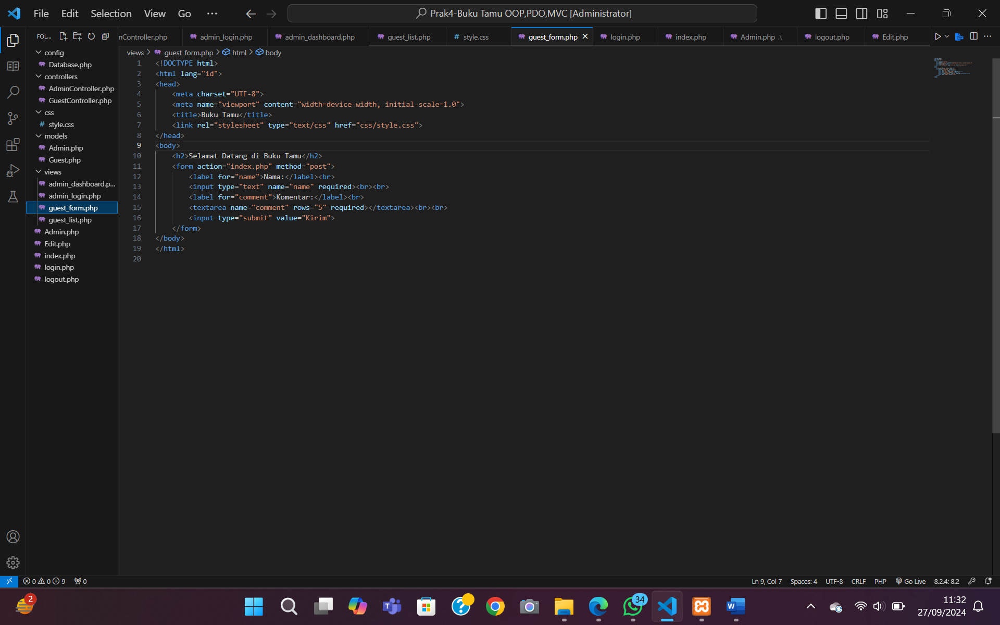 File Edit Selection View Go ··· Prak4-Buku Tamu OOP,PDO,MVC [Administrator]
FOL... nController.php admin_login.php admin_dashboard.php guest_list.php # style.css guest_form.php login.php index.php Admin.php .\ logout.php Edit.php
views > guest_form.php > html > body
config
Database.php
controllers
AdminController.php
GuestController.php
css
# style.css
models
Admin.php
Guest.php
views
admin_dashboard.p...
admin_login.php
guest_form.php
guest_list.php
Admin.php
Edit.php
index.php
login.php
logout.php
1 <!DOCTYPE html>
2 <html lang="id">
3 <head>
4 <meta charset="UTF-8">
5 <meta name="viewport" content="width=device-width, initial-scale=1.0">
6 <title>Buku Tamu</title>
7 <link rel="stylesheet" type="text/css" href="css/style.css">
8 </head>
9 <body>
10 <h2>Selamat Datang di Buku Tamu</h2>
11 <form action="index.php" method="post">
12 <label for="name">Nama:</label><br>
13 <input type="text" name="name" required><br><br>
14 <label for="comment">Komentar:</label><br>
15 <textarea name="comment" rows="5" required></textarea><br><br>
16 <input type="submit" value="Kirim">
17 </form>
18 </body>
19 </html>
20
0 0 9 0 Ln 9, Col 7 Spaces: 4 UTF-8 CRLF PHP Go Live 8.2.4: 8.2
2 34 11:32
27/09/2024